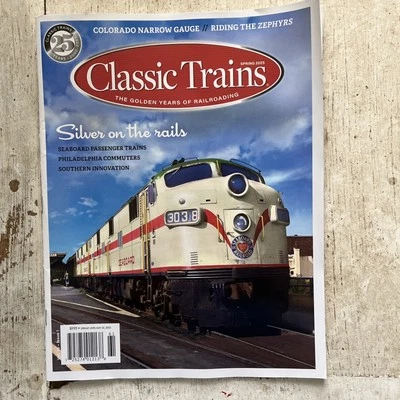 COLORADO NARROW GAUGE // RIDING THE ZEPHYRS
25
SPRING 2025
Classic Trains
THE GOLDEN YEARS OF RAILROADING
Silver on the rails
SEABOARD PASSENGER TRAINS
PHILADELPHIA COMMUTERS
SOUTHERN INNOVATION
3038
SEABOARD